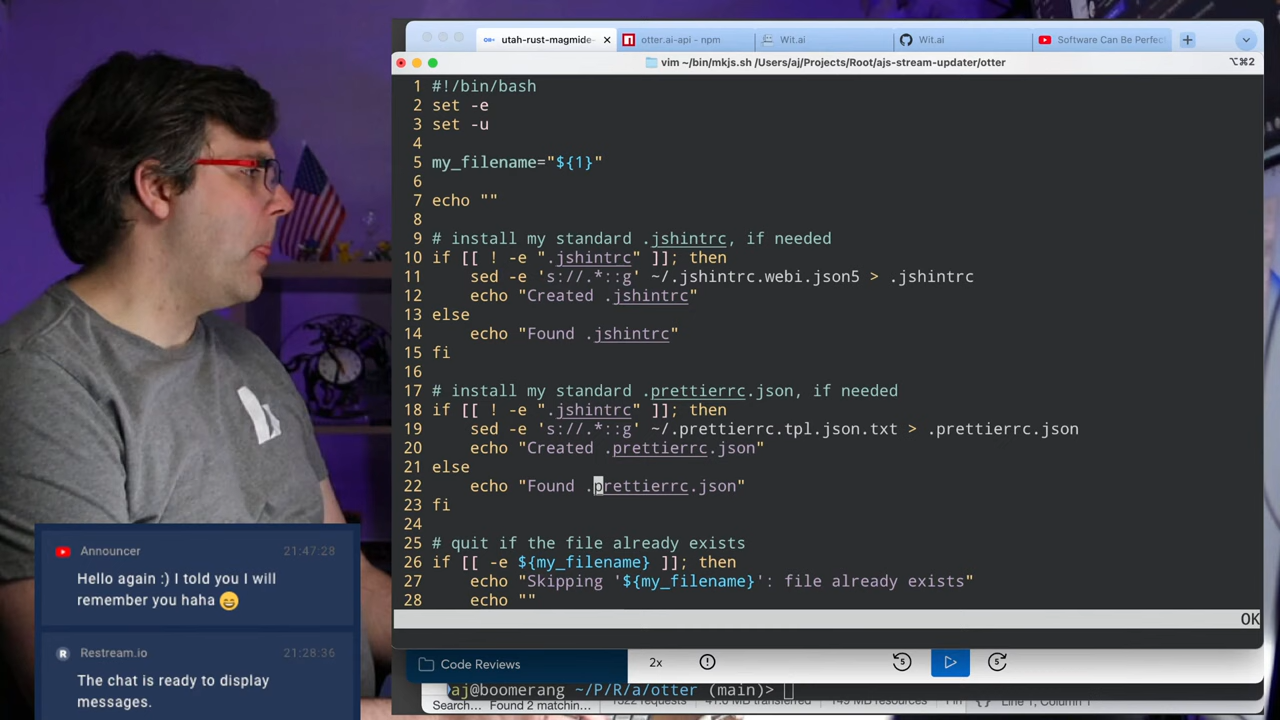 utah-rust-magmide-
otter.ai-api - npm
Wit.ai
Wit.ai
Software Can Be Perfec
vim ~/bin/mkjs.sh /Users/aj/Projects/Root/ajs-stream-updater/otter
⌥⌘2
1 #!/bin/bash
2 set -e
3 set -u
4
5 my_filename="${1}"
6
7 echo ""
8
9 # install my standard .jshintrc, if needed
10 if [[ ! -e ".jshintrc" ]]; then
11 sed -e 's://.*::g' ~/.jshintrc.webi.json5 > .jshintrc
12 echo "Created .jshintrc"
13 else
14 echo "Found .jshintrc"
15 fi
16
17 # install my standard .prettierrc.json, if needed
18 if [[ ! -e ".jshintrc" ]]; then
19 sed -e 's://.*::g' ~/.prettierrc.tpl.json.txt > .prettierrc.json
20 echo "Created .prettierrc.json"
21 else
22 echo "Found .prettierrc.json"
23 fi
24
25 # quit if the file already exists
26 if [[ -e ${my_filename} ]]; then
27 echo "Skipping '${my_filename}': file already exists"
28 echo ""
OK
Announcer 21:47:28
Hello again :) I told you I will
remember you haha 😄
Restream.io 21:28:36
The chat is ready to display
messages.
Code Reviews
2x
5
5
aj@boomerang ~/P/R/a/otter (main)>
Search... Found 2 matchin...
Line 1, Column 1